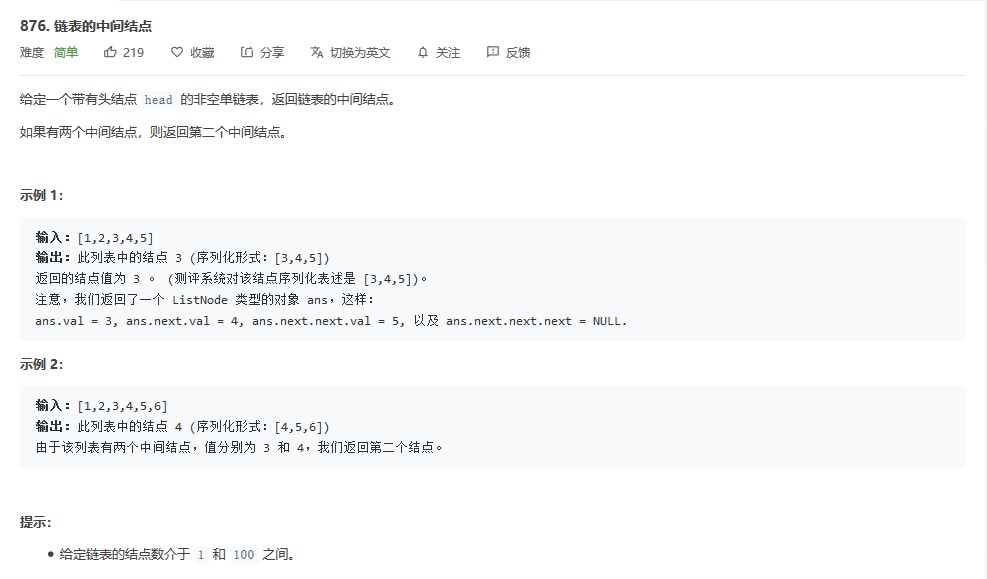 876. 链表的中间结点
难度 简单 219 收藏 分享 切换为英文 关注 反馈
给定一个带有头结点 head 的非空单链表，返回链表的中间结点。
如果有两个中间结点，则返回第二个中间结点。
示例 1：
输入：[1,2,3,4,5]
输出：此列表中的结点 3 (序列化形式：[3,4,5])
返回的结点值为 3 。 (测评系统对该结点序列化表述是 [3,4,5])。
注意，我们返回了一个 ListNode 类型的对象 ans，这样：
ans.val = 3, ans.next.val = 4, ans.next.next.val = 5, 以及 ans.next.next.next = NULL.
示例 2：
输入：[1,2,3,4,5,6]
输出：此列表中的结点 4 (序列化形式：[4,5,6])
由于该列表有两个中间结点，值分别为 3 和 4，我们返回第二个结点。
提示：
• 给定链表的结点数介于 1 和 100 之间。